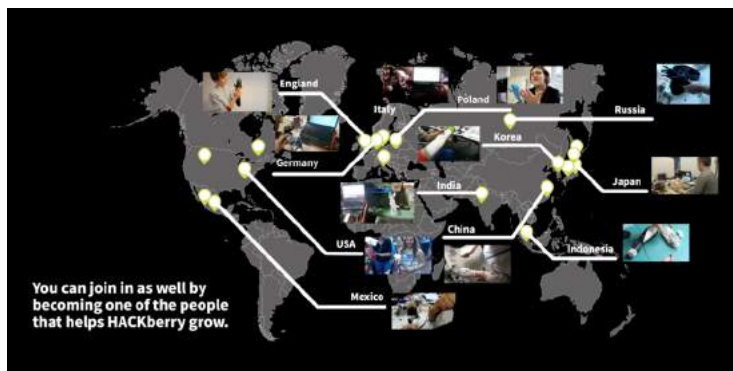 England
Italy
Poland
Russia
Korea
Germany
India
Japan
China
Indonesia
USA
Mexico
You can join in as well by
becoming one of the people
that helps HACKberry grow.